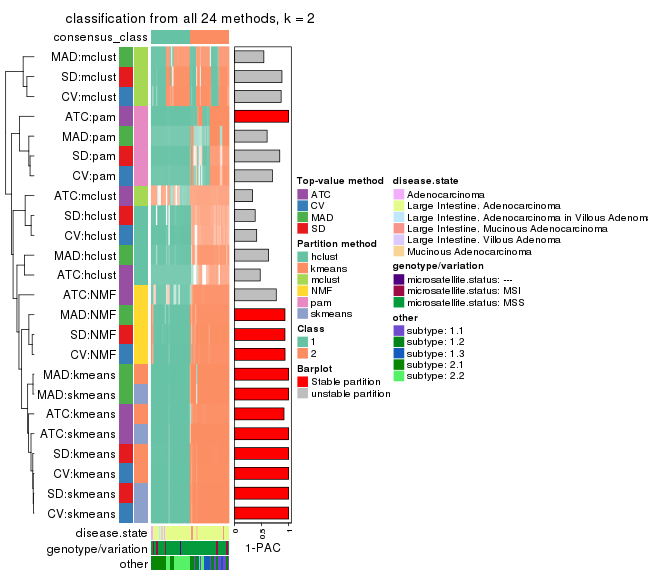 classification from all 24 methods, k = 2
consensus_class
MAD:mclust
SD:mclust
CV:mclust
ATC:pam
MAD:pam
SD:pam
CV:pam
ATC:mclust
SD:hclust
CV:hclust
MAD:hclust
ATC:hclust
ATC:NMF
MAD:NMF
SD:NMF
CV:NMF
MAD:kmeans
MAD:skmeans
ATC:kmeans
ATC:skmeans
SD:kmeans
CV:kmeans
SD:skmeans
CV:skmeans
disease.state
genotype/variation
other
0
0.5
1
1-PAC
Top-value method
ATC
CV
MAD
SD
Partition method
hclust
kmeans
mclust
NMF
pam
skmeans
Class
1
2
Barplot
Stable partition
unstable partition
disease.state
Adenocarcinoma
Large Intestine. Adenocarcinoma
Large Intestine. Adenocarcinoma in Villous Adenom
Large Intestine. Mucinous Adenocarcinoma
Large Intestine. Villous Adenoma
Mucinous Adenocarcinoma
genotype/variation
microsatellite.status: ---
microsatellite.status: MSI
microsatellite.status: MSS
other
subtype: 1.1
subtype: 1.2
subtype: 1.3
subtype: 2.1
subtype: 2.2